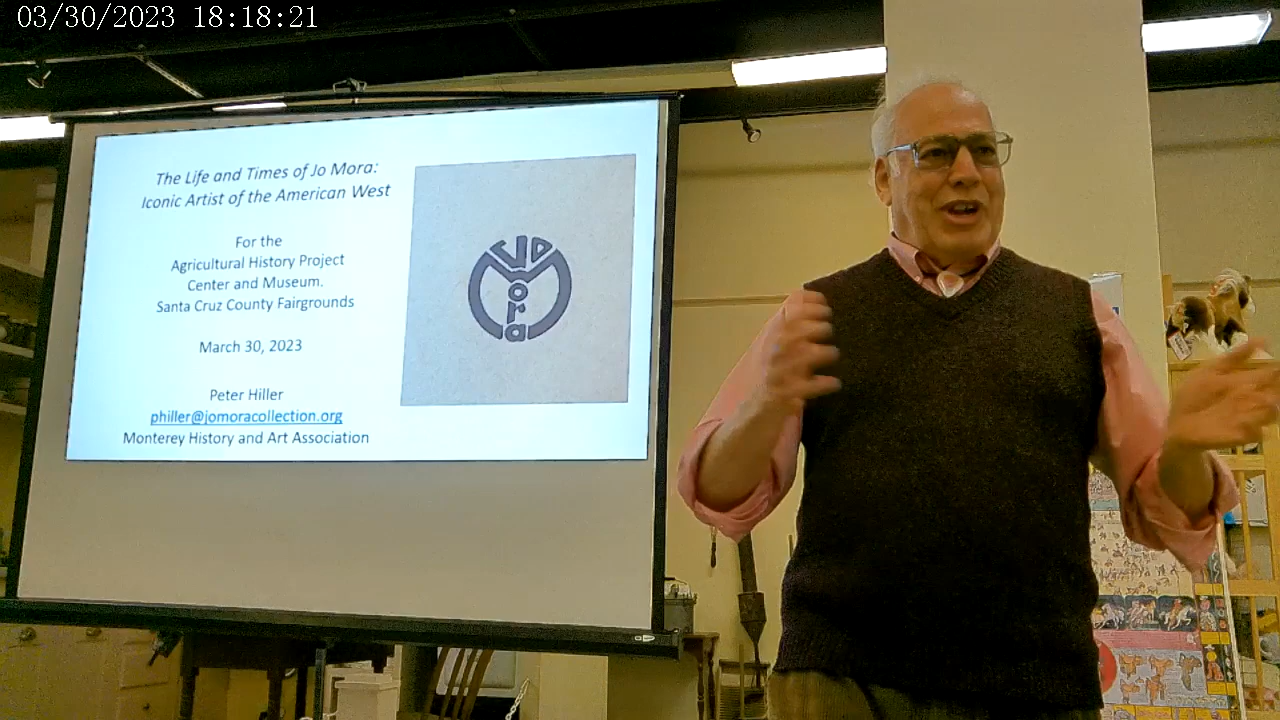 03/30/2023 18:18:21
The Life and Times of Jo Mora:
Iconic Artist of the American West
For the
Agricultural History Project
Center and Museum.
Santa Cruz County Fairgrounds
March 30, 2023
Peter Hiller
philler@jomoracollection.org
Monterey History and Art Association
JO
Mora